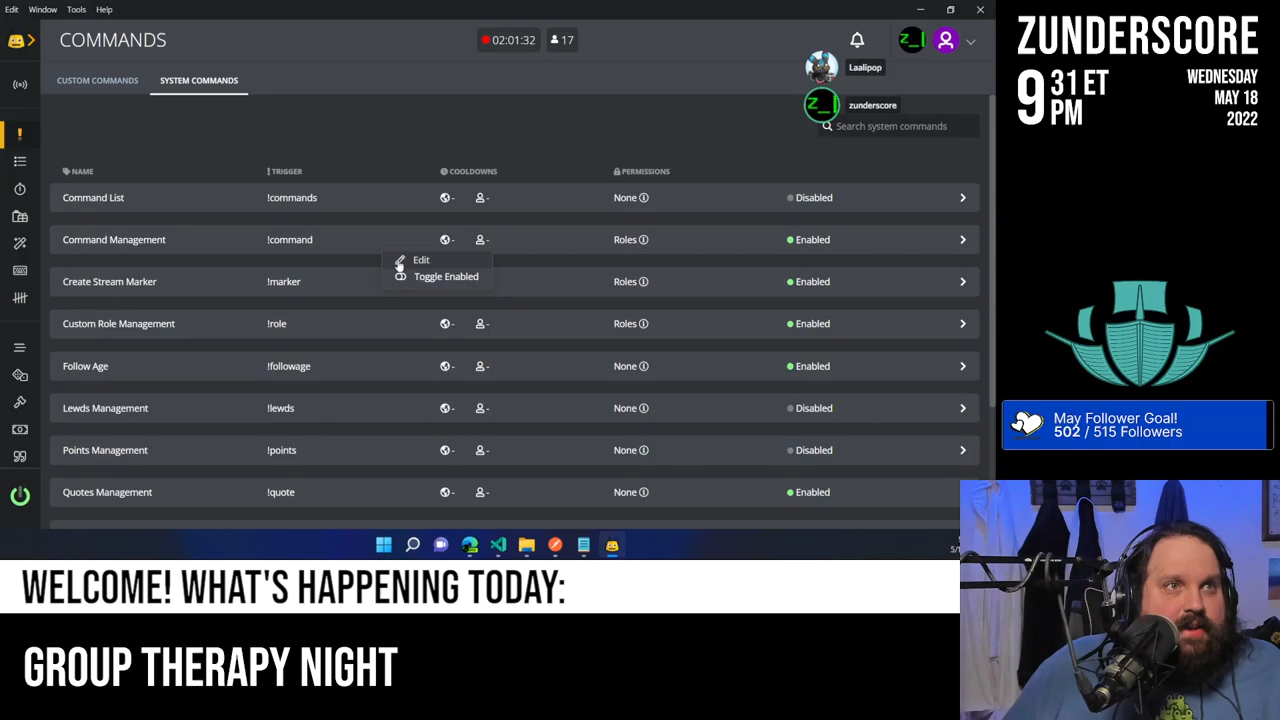 Edit Window Tools Help
COMMANDS
02:01:32 17
z_l
Laalipop
z_l zunderscore
CUSTOM COMMANDS SYSTEM COMMANDS
Search system commands
NAME !TRIGGER COOLDOWNS PERMISSIONS
Command List !commands - - None Disabled >
Command Management !command - - Roles Enabled >
Edit
Toggle Enabled
Create Stream Marker !marker Roles Enabled >
Custom Role Management !role - - Roles Enabled >
Follow Age !followage - - None Enabled >
Lewds Management !lewds - - None Disabled >
Points Management !points - - None Disabled >
Quotes Management !quote - - None Enabled
5/
ZUNDERSCORE
9 31 ET PM
WEDNESDAY
MAY 18
2022
May Follower Goal!
502 / 515 Followers
WELCOME! WHAT'S HAPPENING TODAY:
GROUP THERAPY NIGHT